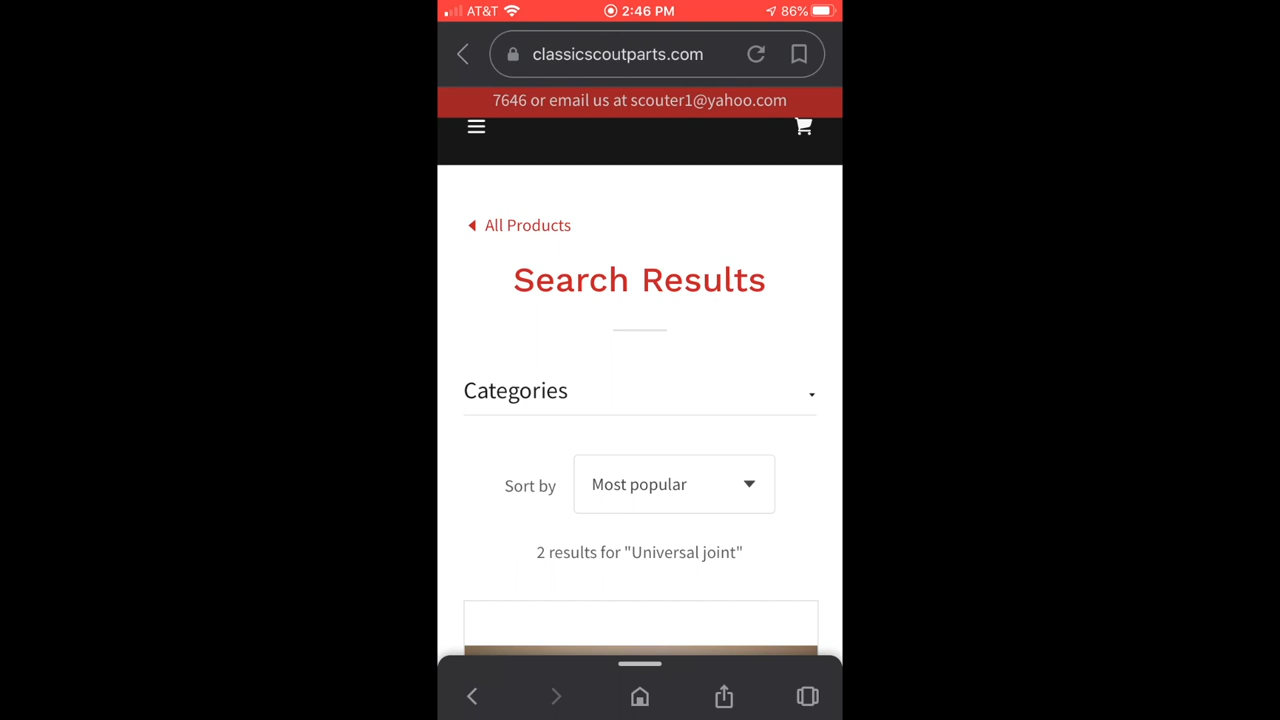 AT&T 2:46 PM 86%
classicscoutparts.com
7646 or email us at scouter1@yahoo.com
All Products
Search Results
Categories
Sort by Most popular
2 results for "Universal joint"